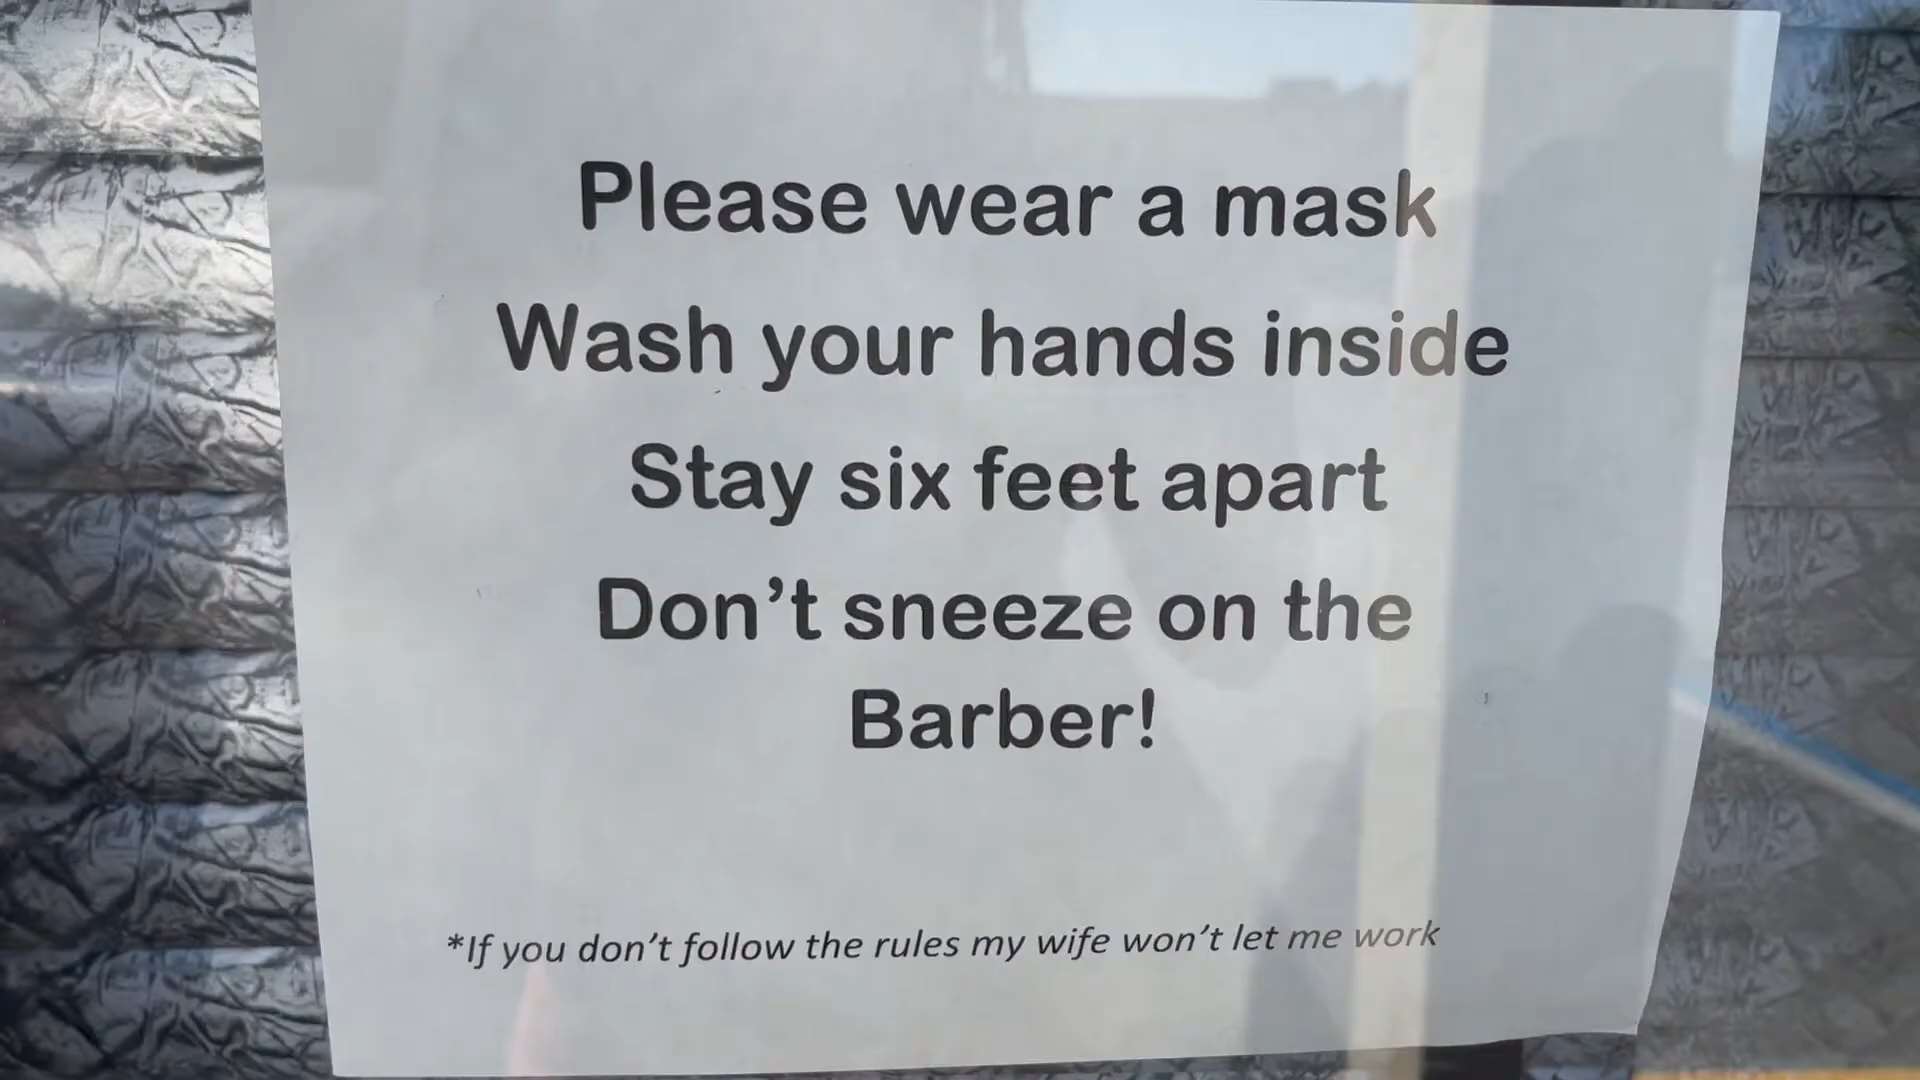 Please wear a mask
Wash your hands inside
Stay six feet apart
Don’t sneeze on the
Barber!
*If you don’t follow the rules my wife won’t let me work